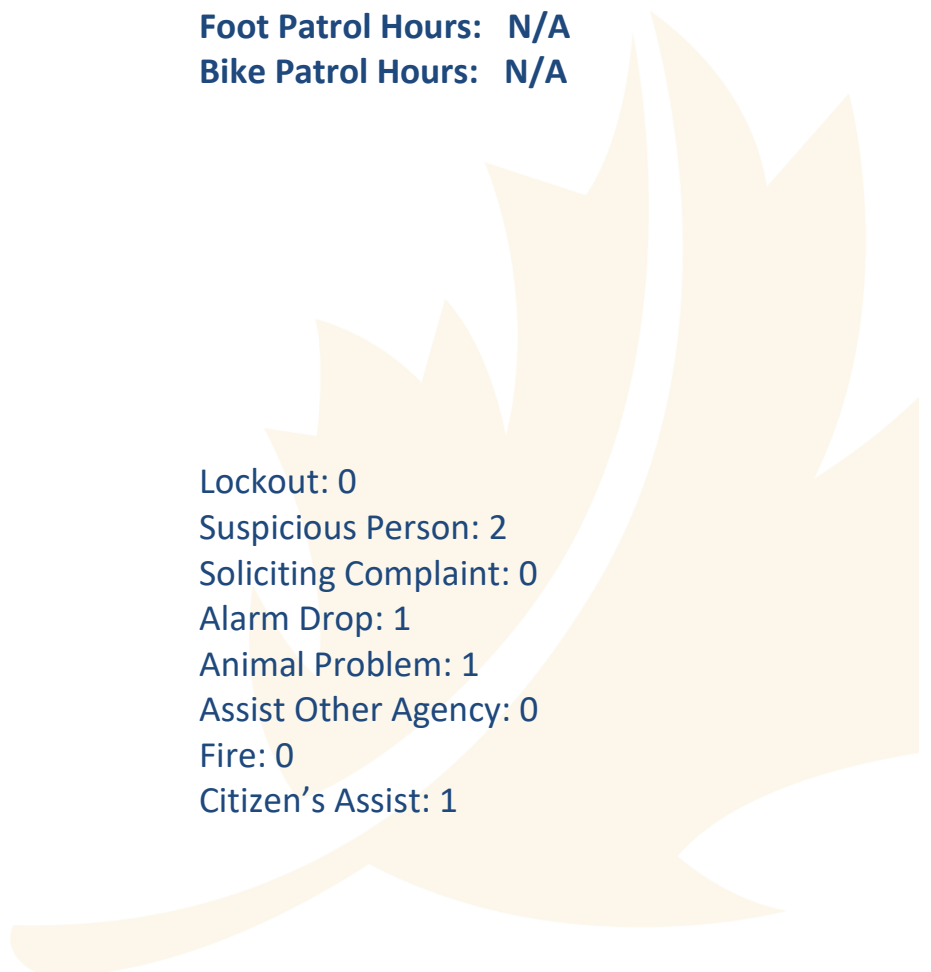 Foot Patrol Hours: N/A
Bike Patrol Hours: N/A
Lockout: 0
Suspicious Person: 2
Soliciting Complaint: 0
Alarm Drop: 1
Animal Problem: 1
Assist Other Agency: 0
Fire: 0
Citizen’s Assist: 1